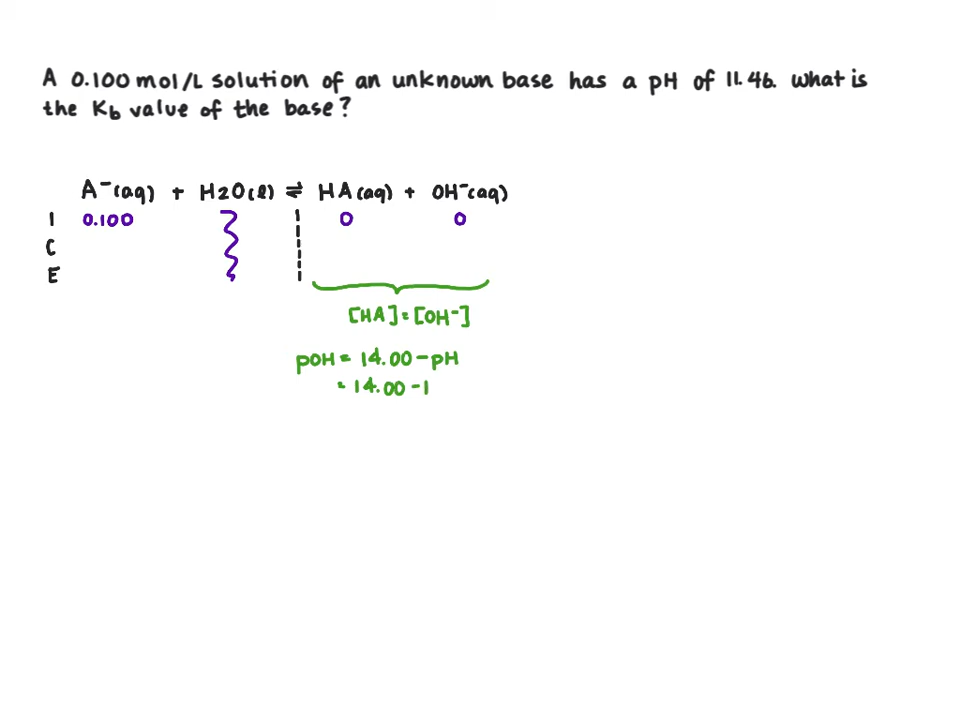 A 0.100 mol/L solution of an unknown base has a pH of 11.46. What is
the Kb value of the base?
A⁻(aq) + H2O(l) ⇌ HA(aq) + OH⁻(aq)
I 0.100 0 0
C
E
[HA] = [OH⁻]
pOH = 14.00 - pH
= 14.00 - 1